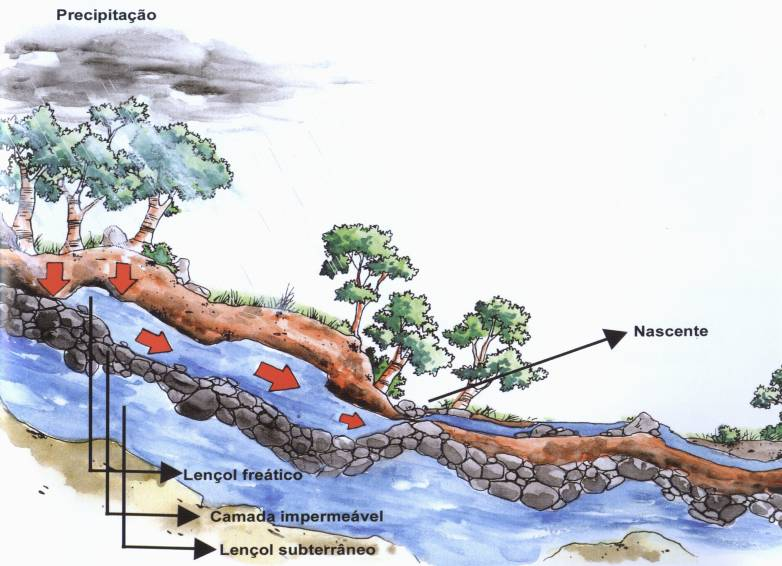 Precipitação
Nascente
Lençol freático
Camada impermeável
Lençol subterrâneo